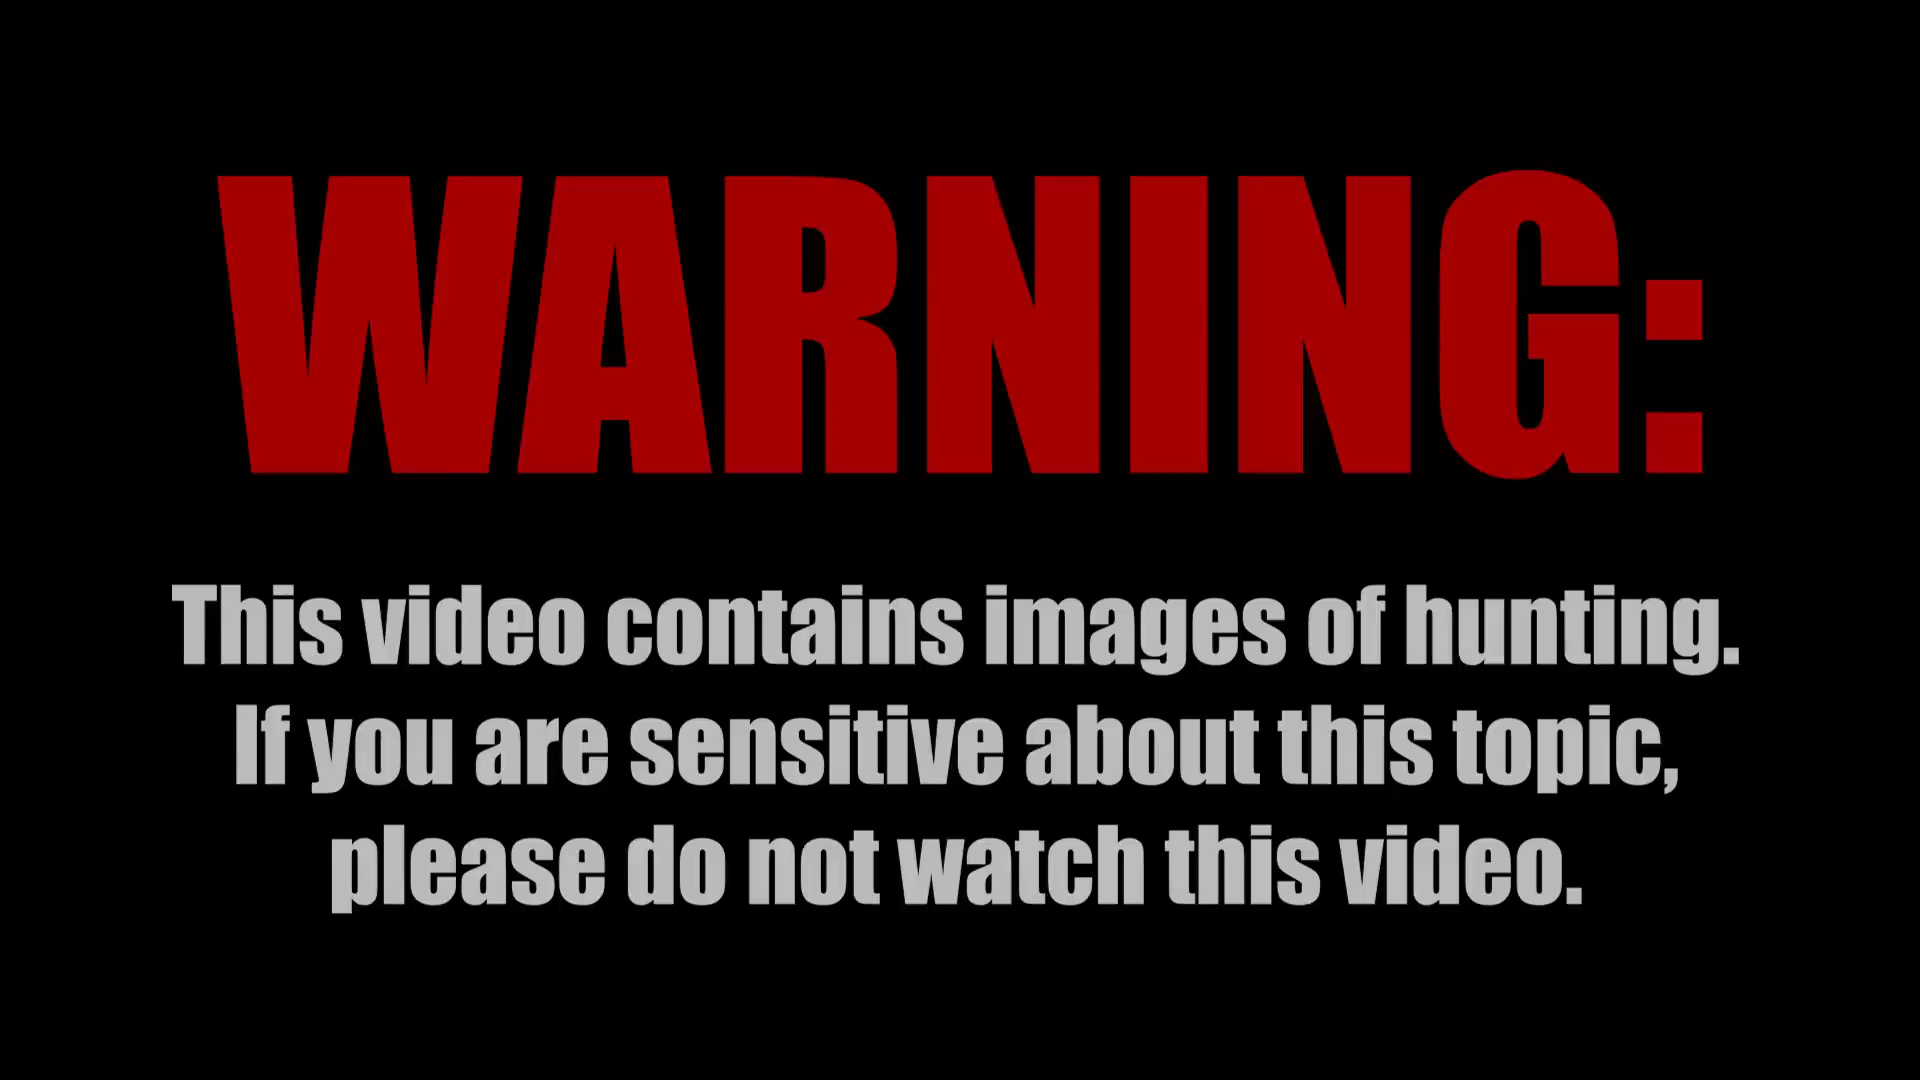 WARNING:
This video contains images of hunting.
If you are sensitive about this topic,
please do not watch this video.